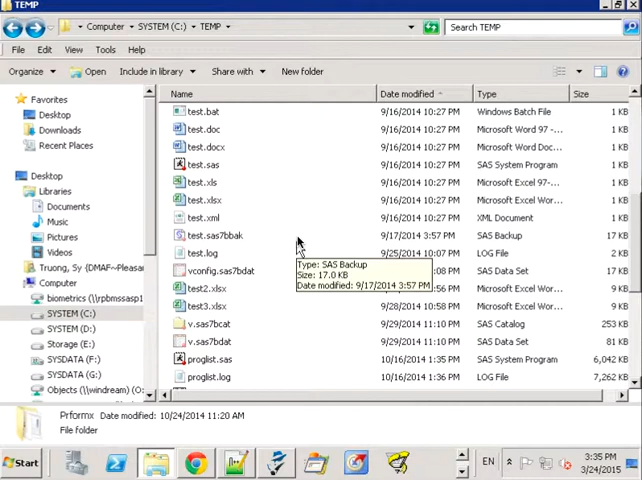 TEMP
Computer ▸ SYSTEM (C:) ▸ TEMP ▸
Search TEMP
File Edit View Tools Help
Organize Open Include in library Share with New folder
Name Date modified Type Size
Favorites
Desktop
Downloads
Recent Places
Desktop
Libraries
Documents
Music
Pictures
Videos
Truong, Sy (DMAF~Pleasan
Computer
biometrics (\\rpbmssasp1
SYSTEM (C:)
SYSTEM (D:)
Storage (E:)
SYSDATA (F:)
SYSDATA (G:)
Objects (\\windream) (O:)
test.bat 9/16/2014 10:27 PM Windows Batch File 1 KB
test.doc 9/16/2014 10:27 PM Microsoft Word 97 -... 1 KB
test.docx 9/16/2014 10:27 PM Microsoft Word Doc... 1 KB
test.sas 9/16/2014 10:27 PM SAS System Program 1 KB
test.xls 9/16/2014 10:27 PM Microsoft Excel 97-... 1 KB
test.xlsx 9/16/2014 10:27 PM Microsoft Excel Wor... 1 KB
test.xml 9/16/2014 10:27 PM XML Document 1 KB
test.sas7bbak 9/17/2014 3:57 PM SAS Backup 17 KB
test.log 9/25/2014 10:07 PM LOG File 2 KB
vconfig.sas7bdat :08 PM SAS Data Set 17 KB
test2.xlsx :56 PM Microsoft Excel Wor... 9 KB
test3.xlsx 9/28/2014 10:58 PM Microsoft Excel Wor... 9 KB
v.sas7bcat 9/29/2014 11:10 PM SAS Catalog 253 KB
v.sas7bdat 9/29/2014 11:10 PM SAS Data Set 81 KB
proglist.sas 10/16/2014 1:35 PM SAS System Program 6,042 KB
proglist.log 10/16/2014 1:36 PM LOG File 7,262 KB
Type: SAS Backup
Size: 17.0 KB
Date modified: 9/17/2014 3:57 PM
Prformx Date modified: 10/24/2014 11:20 AM
File folder
Start
EN
3:35 PM
3/24/2015